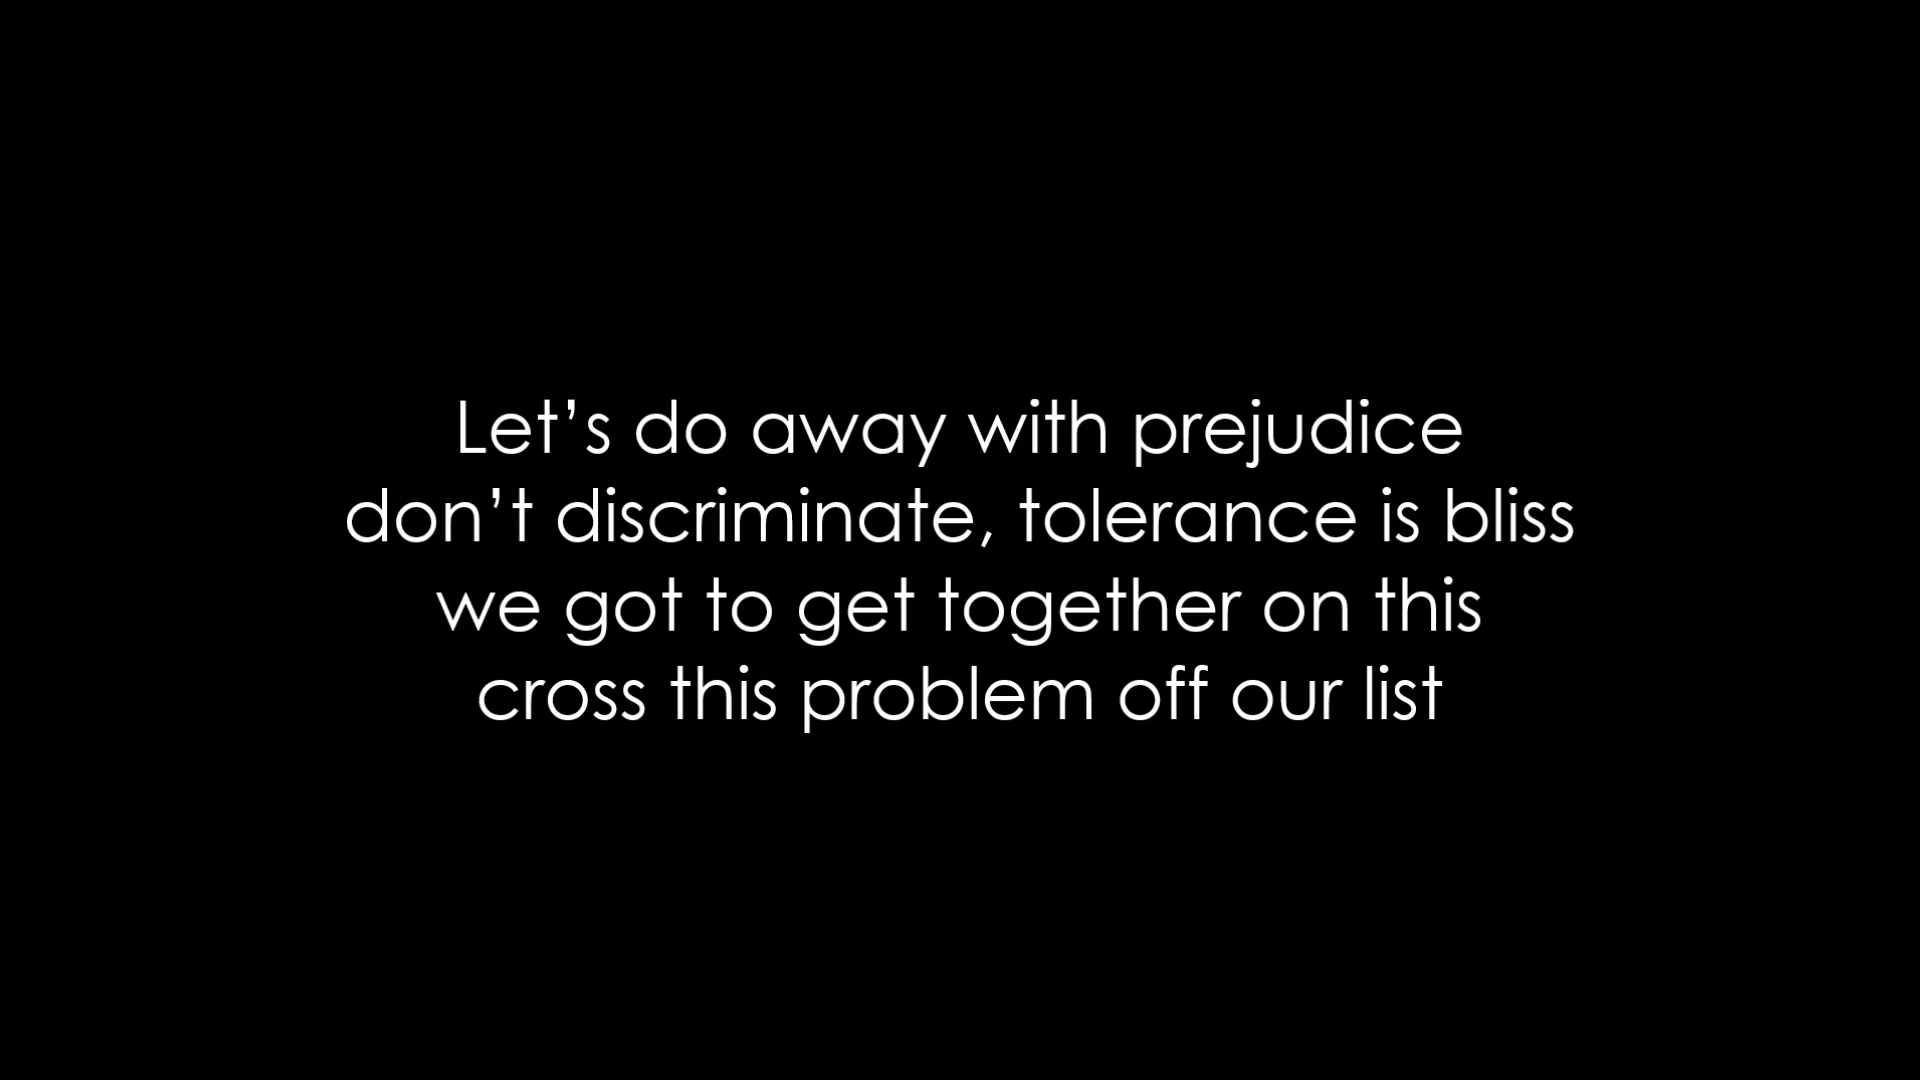 Let’s do away with prejudice
don’t discriminate, tolerance is bliss
we got to get together on this
cross this problem off our list